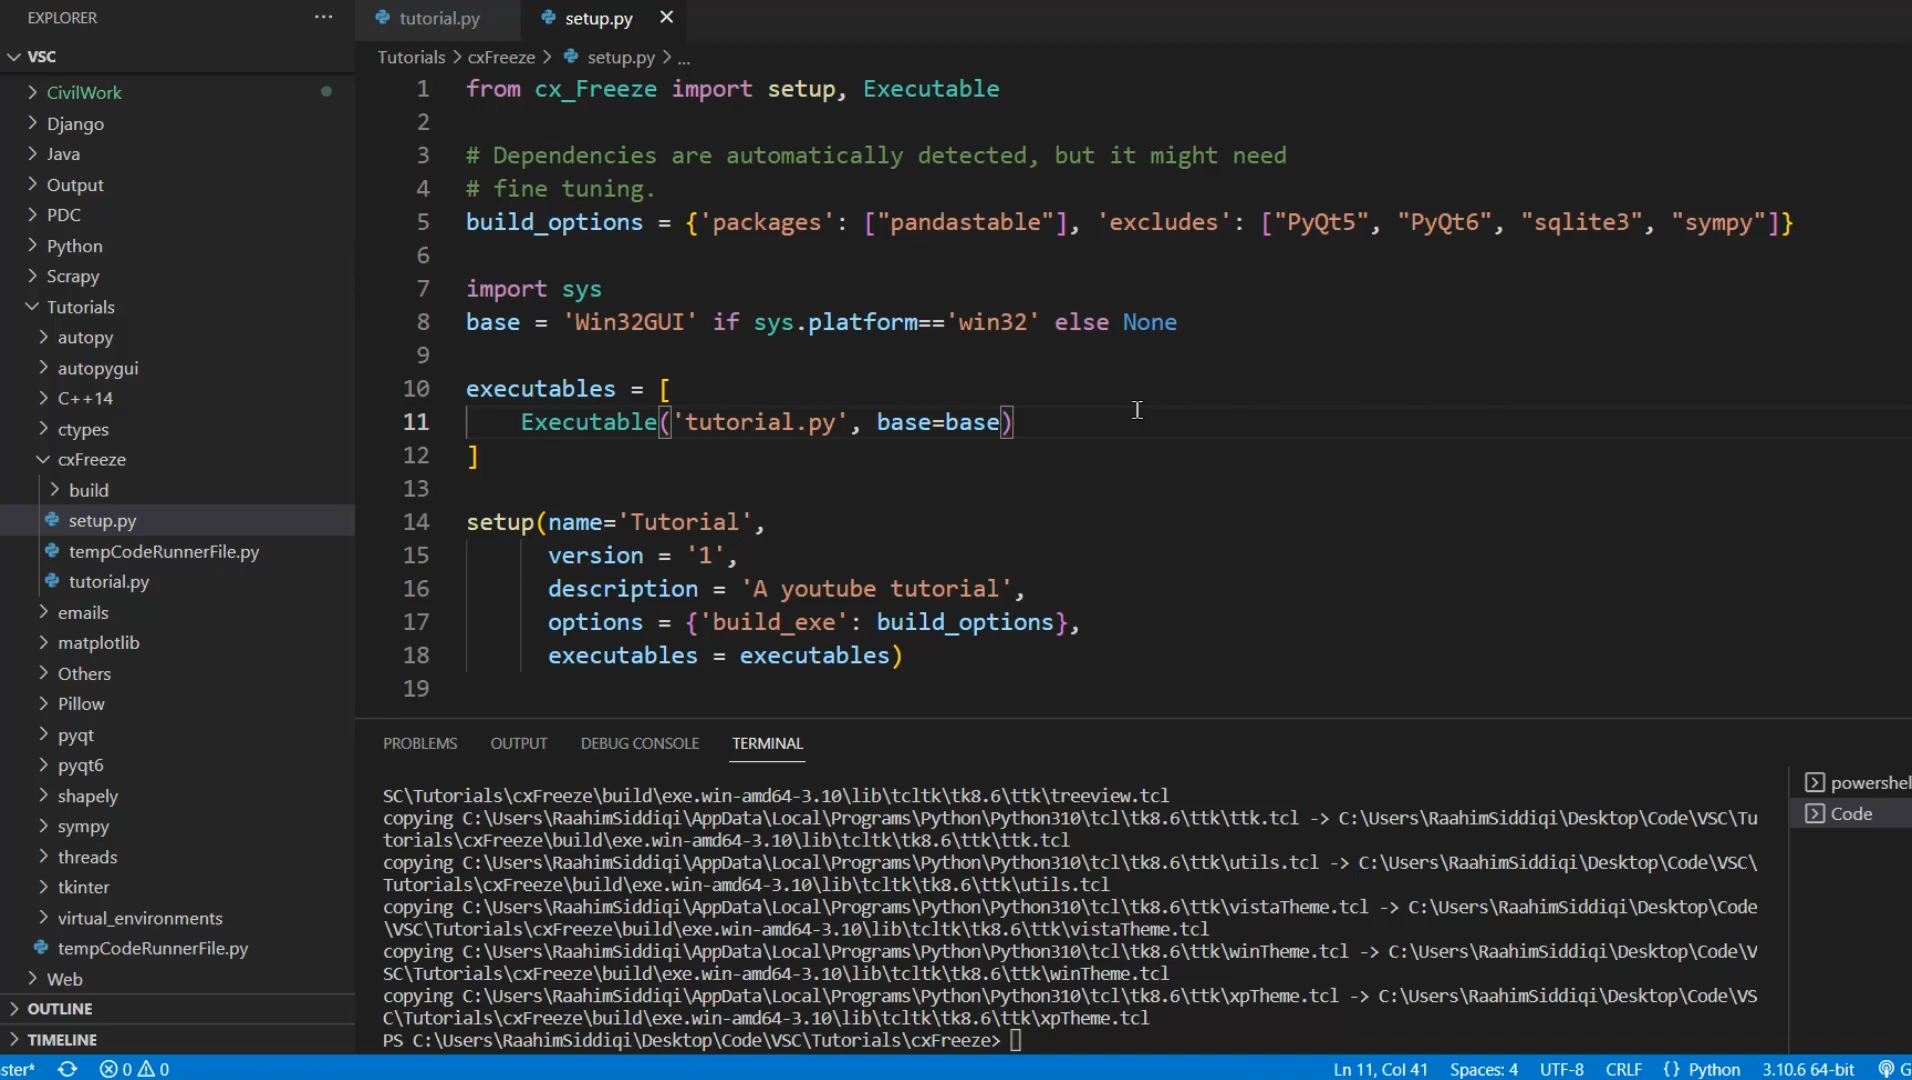 EXPLORER
VSC
CivilWork
Django
Java
Output
PDC
Python
Scrapy
Tutorials
autopy
autopygui
C++14
ctypes
cxFreeze
build
setup.py
tempCodeRunnerFile.py
tutorial.py
emails
matplotlib
Others
Pillow
pyqt
pyqt6
shapely
sympy
threads
tkinter
virtual_environments
tempCodeRunnerFile.py
Web
OUTLINE
TIMELINE
tutorial.py
setup.py
Tutorials > cxFreeze > setup.py > ...
1 from cx_Freeze import setup, Executable
2
3 # Dependencies are automatically detected, but it might need
4 # fine tuning.
5 build_options = {'packages': ["pandastable"], 'excludes': ["PyQt5", "PyQt6", "sqlite3", "sympy"]}
6
7 import sys
8 base = 'Win32GUI' if sys.platform=='win32' else None
9
10 executables = [
11 Executable('tutorial.py', base=base)
12 ]
13
14 setup(name='Tutorial',
15 version = '1',
16 description = 'A youtube tutorial',
17 options = {'build_exe': build_options},
18 executables = executables)
19
PROBLEMS OUTPUT DEBUG CONSOLE TERMINAL
SC\Tutorials\cxFreeze\build\exe.win-amd64-3.10\lib\tcltk\tk8.6\ttk\treeview.tcl
copying C:\Users\RaahimSiddiqi\AppData\Local\Programs\Python\Python310\tcl\tk8.6\ttk\ttk.tcl -> C:\Users\RaahimSiddiqi\Desktop\Code\VSC\Tu
torials\cxFreeze\build\exe.win-amd64-3.10\lib\tcltk\tk8.6\ttk\ttk.tcl
copying C:\Users\RaahimSiddiqi\AppData\Local\Programs\Python\Python310\tcl\tk8.6\ttk\utils.tcl -> C:\Users\RaahimSiddiqi\Desktop\Code\VSC\
Tutorials\cxFreeze\build\exe.win-amd64-3.10\lib\tcltk\tk8.6\ttk\utils.tcl
copying C:\Users\RaahimSiddiqi\AppData\Local\Programs\Python\Python310\tcl\tk8.6\ttk\vistaTheme.tcl -> C:\Users\RaahimSiddiqi\Desktop\Code
\VSC\Tutorials\cxFreeze\build\exe.win-amd64-3.10\lib\tcltk\tk8.6\ttk\vistaTheme.tcl
copying C:\Users\RaahimSiddiqi\AppData\Local\Programs\Python\Python310\tcl\tk8.6\ttk\winTheme.tcl -> C:\Users\RaahimSiddiqi\Desktop\Code\V
SC\Tutorials\cxFreeze\build\exe.win-amd64-3.10\lib\tcltk\tk8.6\ttk\winTheme.tcl
copying C:\Users\RaahimSiddiqi\AppData\Local\Programs\Python\Python310\tcl\tk8.6\ttk\xpTheme.tcl -> C:\Users\RaahimSiddiqi\Desktop\Code\VS
C\Tutorials\cxFreeze\build\exe.win-amd64-3.10\lib\tcltk\tk8.6\ttk\xpTheme.tcl
PS C:\Users\RaahimSiddiqi\Desktop\Code\VSC\Tutorials\cxFreeze>
powershel
Code
ster* 0 0 Ln 11, Col 41 Spaces: 4 UTF-8 CRLF {} Python 3.10.6 64-bit G